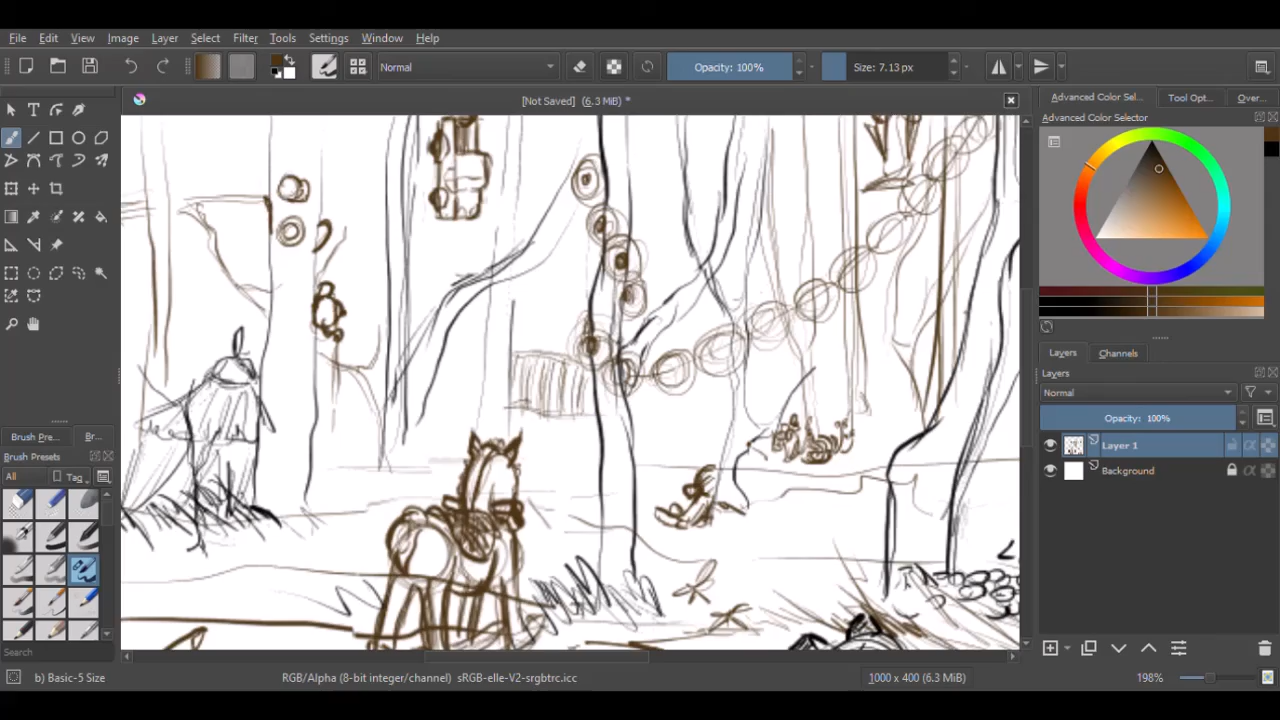 File Edit View Image Layer Select Filter Tools Settings Window Help
Normal Opacity: 100% Size: 7.13 px
[Not Saved] (6.3 MiB) *
Advanced Color Sel... Tool Opt... Over...
Advanced Color Selector
Layers Channels
Layers
Normal
Opacity: 100%
Layer 1
Background
Brush Pre... Br...
Brush Presets
All Tag
Search
b) Basic-5 Size RGB/Alpha (8-bit integer/channel) sRGB-elle-V2-srgbtrc.icc 1000 x 400 (6.3 MiB) 198%